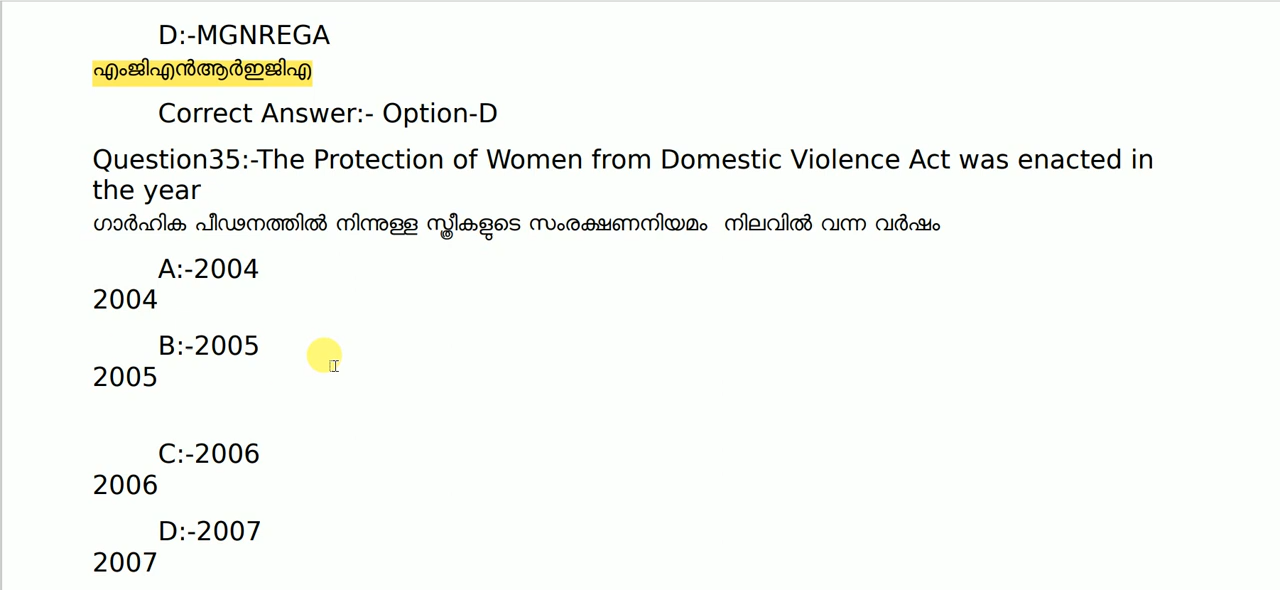 D:-MGNREGA
എംജിഎൻആർഇജിഎ
Correct Answer:- Option-D
Question35:-The Protection of Women from Domestic Violence Act was enacted in
the year
ഗാർഹിക പീഢനത്തിൽ നിന്നുള്ള സ്ത്രീകളുടെ സംരക്ഷണനിയമം നിലവിൽ വന്ന വർഷം
A:-2004
2004
B:-2005
2005
C:-2006
2006
D:-2007
2007